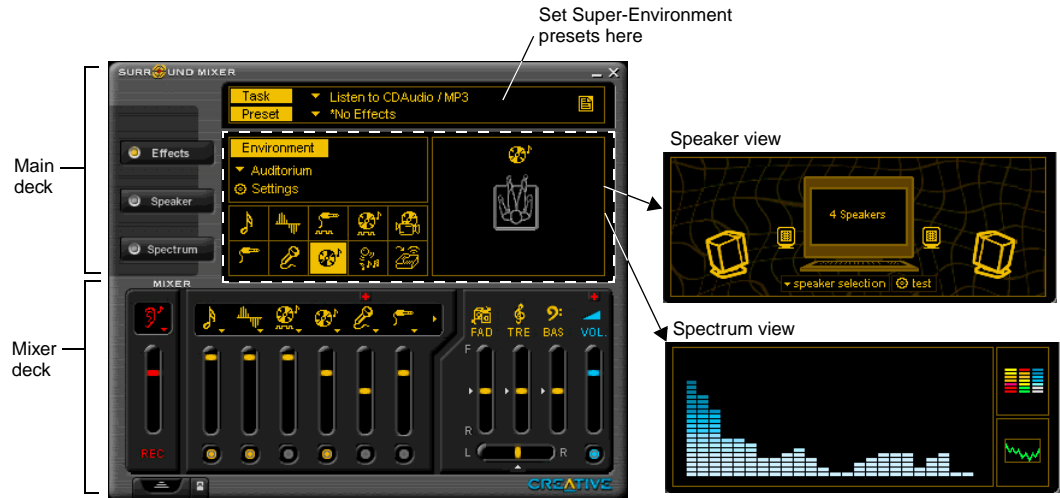 Set Super-Environment
presets here
SURROUND MIXER
Task
Listen to CDAudio / MP3
Preset
*No Effects
Main
deck
Effects
Speaker
Spectrum
Environment
Auditorium
Settings
Speaker view
4 Speakers
speaker selection
test
Mixer
deck
MIXER
FAD
TRE
BAS
VOL.
F
R
REC
L
R
CREATIVE
Spectrum view